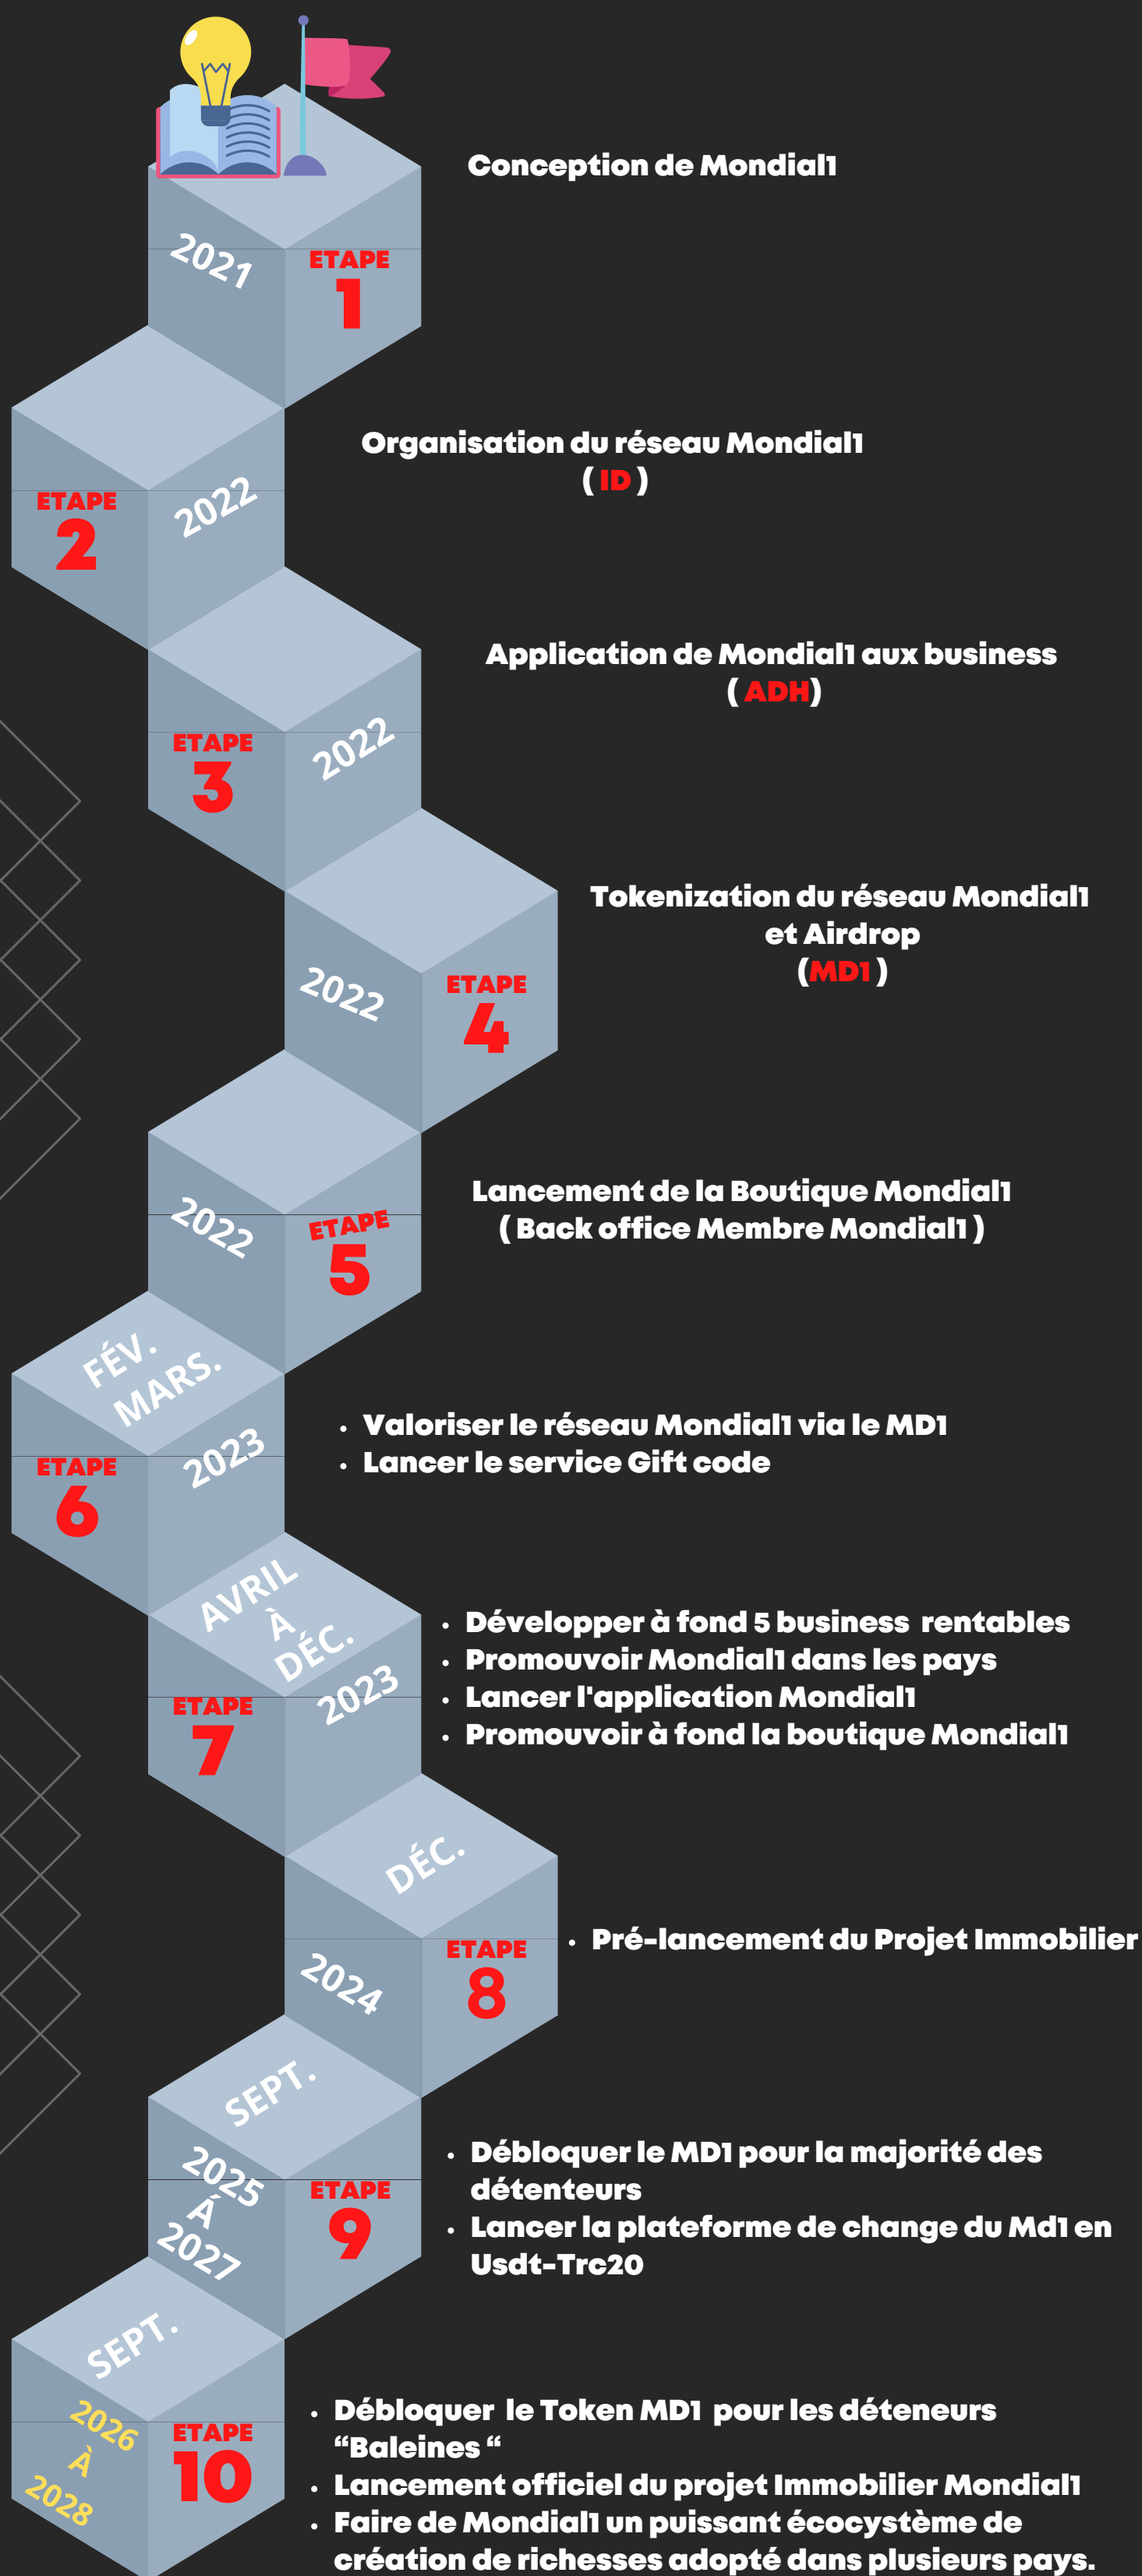 Conception de Mondial1
2021
ETAPE
1
Organisation du réseau Mondial1
( ID )
ETAPE
2
2022
Application de Mondial1 aux business
( ADH)
ETAPE
3
2022
Tokenization du réseau Mondial1
et Airdrop
(MD1 )
2022
ETAPE
4
Lancement de la Boutique Mondial1
( Back office Membre Mondial1 )
2022
ETAPE
5
FÉV.
MARS.
2023
ETAPE
6
• Valoriser le réseau Mondial1 via le MD1
• Lancer le service Gift code
AVRIL
À
DÉC.
2023
ETAPE
7
• Développer à fond 5 business rentables
• Promouvoir Mondial1 dans les pays
• Lancer l'application Mondial1
• Promouvoir à fond la boutique Mondial1
DÉC.
2024
ETAPE
8
• Pré-lancement du Projet Immobilier
SEPT.
2025
Á
2027
ETAPE
9
• Débloquer le MD1 pour la majorité des
détenteurs
• Lancer la plateforme de change du Md1 en
Usdt-Trc20
SEPT.
2026
À
2028
ETAPE
10
• Débloquer le Token MD1 pour les déteneurs
“Baleines “
• Lancement officiel du projet Immobilier Mondial1
• Faire de Mondial1 un puissant écocystème de
création de richesses adopté dans plusieurs pays.